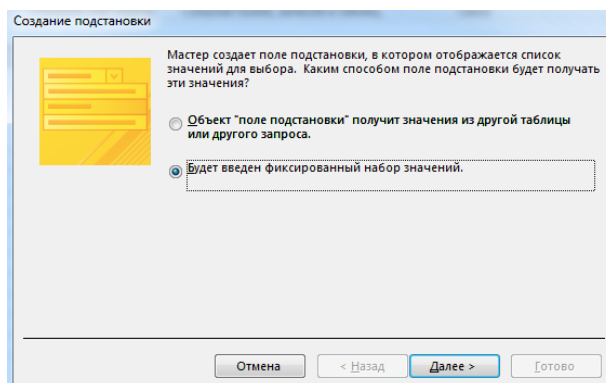 Создание подстановки
Мастер создает поле подстановки, в котором отображается список
значений для выбора. Каким способом поле подстановки будет получать
эти значения?
Объект "поле подстановки" получит значения из другой таблицы
или другого запроса.
Будет введен фиксированный набор значений.
Отмена
< Назад
Далее >
Готово